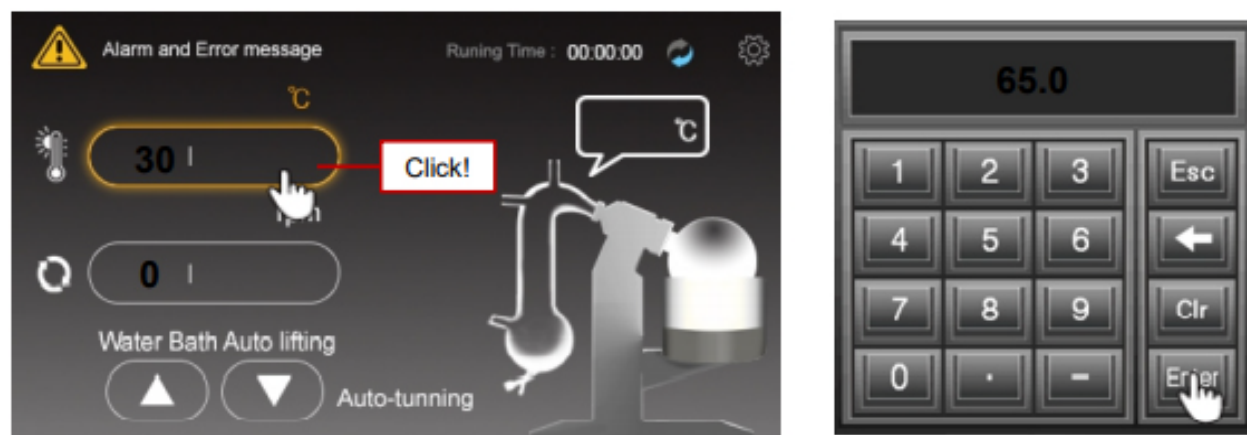 Alarm and Error message
Runing Time : 00:00:00
℃
30
Click!
℃
rpm
0
Water Bath Auto lifting
Auto-tunning
65.0
1 2 3 Esc
4 5 6
7 8 9 Clr
0 . - Enter